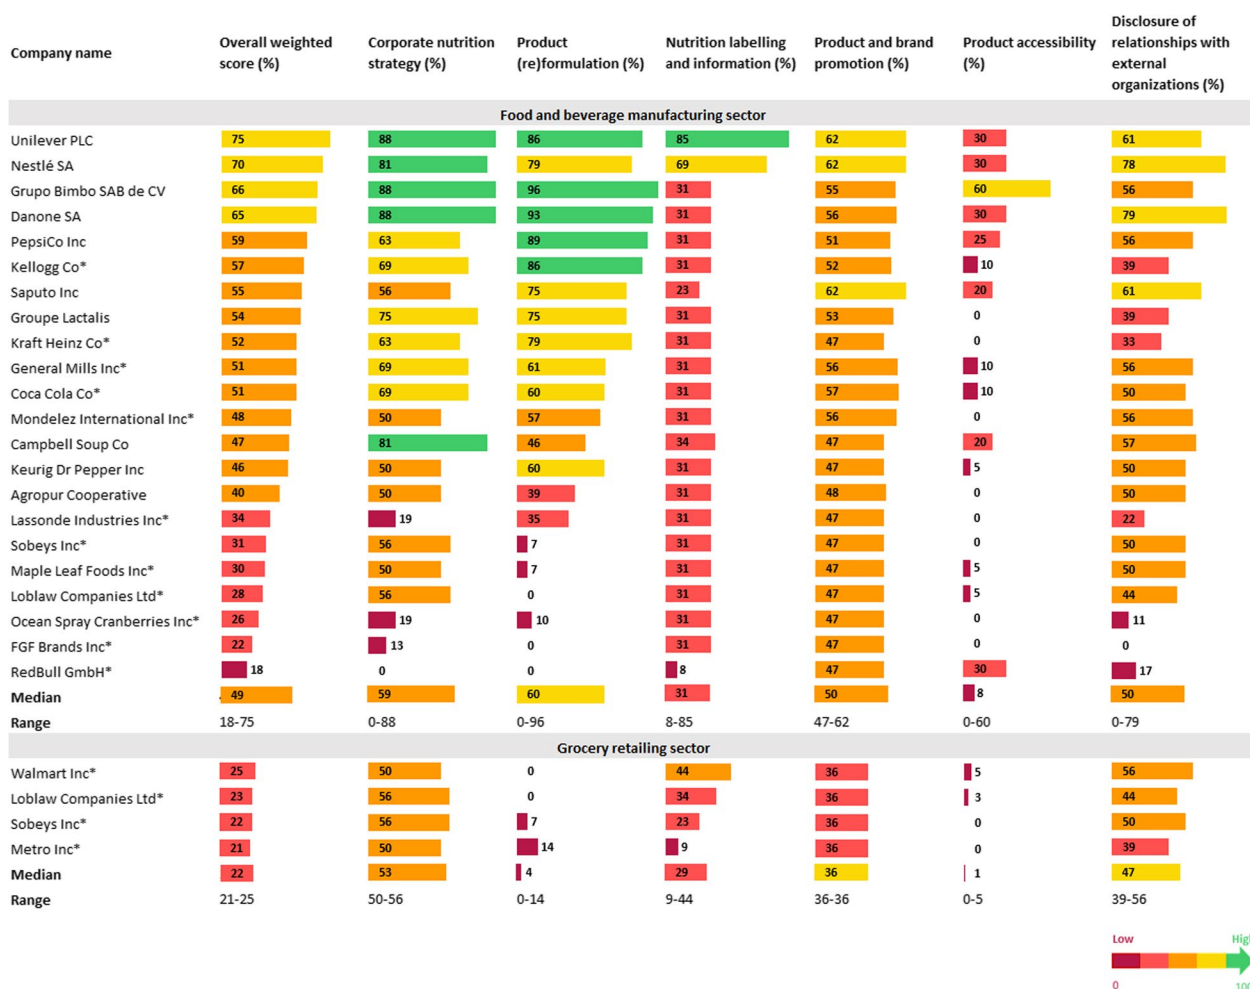 Company name Overall weighted score (%) Corporate nutrition strategy (%) Product (re)formulation (%) Nutrition labelling and information (%) Product and brand promotion (%) Product accessibility (%) Disclosure of relationships with external organizations (%)
Food and beverage manufacturing sector
Unilever PLC 75 88 86 85 62 30 61
Nestlé SA 70 81 79 69 62 30 78
Grupo Bimbo SAB de CV 66 88 96 31 55 60 56
Danone SA 65 88 93 31 56 30 79
PepsiCo Inc 59 63 89 31 51 25 56
Kellogg Co* 57 69 86 31 52 10 39
Saputo Inc 55 56 75 23 62 20 61
Groupe Lactalis 54 75 75 31 53 0 39
Kraft Heinz Co* 52 63 79 31 47 0 33
General Mills Inc* 51 69 61 31 56 10 56
Coca Cola Co* 51 69 60 31 57 10 50
Mondelez International Inc* 48 50 57 31 56 0 56
Campbell Soup Co 47 81 46 34 47 20 57
Keurig Dr Pepper Inc 46 50 60 31 47 5 50
Agropur Cooperative 40 50 39 31 48 0 50
Lassonde Industries Inc* 34 19 35 31 47 0 22
Sobeys Inc* 31 56 7 31 47 0 50
Maple Leaf Foods Inc* 30 50 7 31 47 5 50
Loblaw Companies Ltd* 28 56 0 31 47 5 44
Ocean Spray Cranberries Inc* 26 19 10 31 47 0 11
FGF Brands Inc* 22 13 0 31 47 0 0
RedBull GmbH* 18 0 0 8 47 30 17
Median 49 59 60 31 50 8 50
Range 18-75 0-88 0-96 8-85 47-62 0-60 0-79
Grocery retailing sector
Walmart Inc* 25 50 0 44 36 5 56
Loblaw Companies Ltd* 23 56 0 34 36 3 44
Sobeys Inc* 22 56 7 23 36 0 50
Metro Inc* 21 50 14 9 36 0 39
Median 22 53 4 29 36 1 47
Range 21-25 50-56 0-14 9-44 36-36 0-5 39-56
Low High
0 100